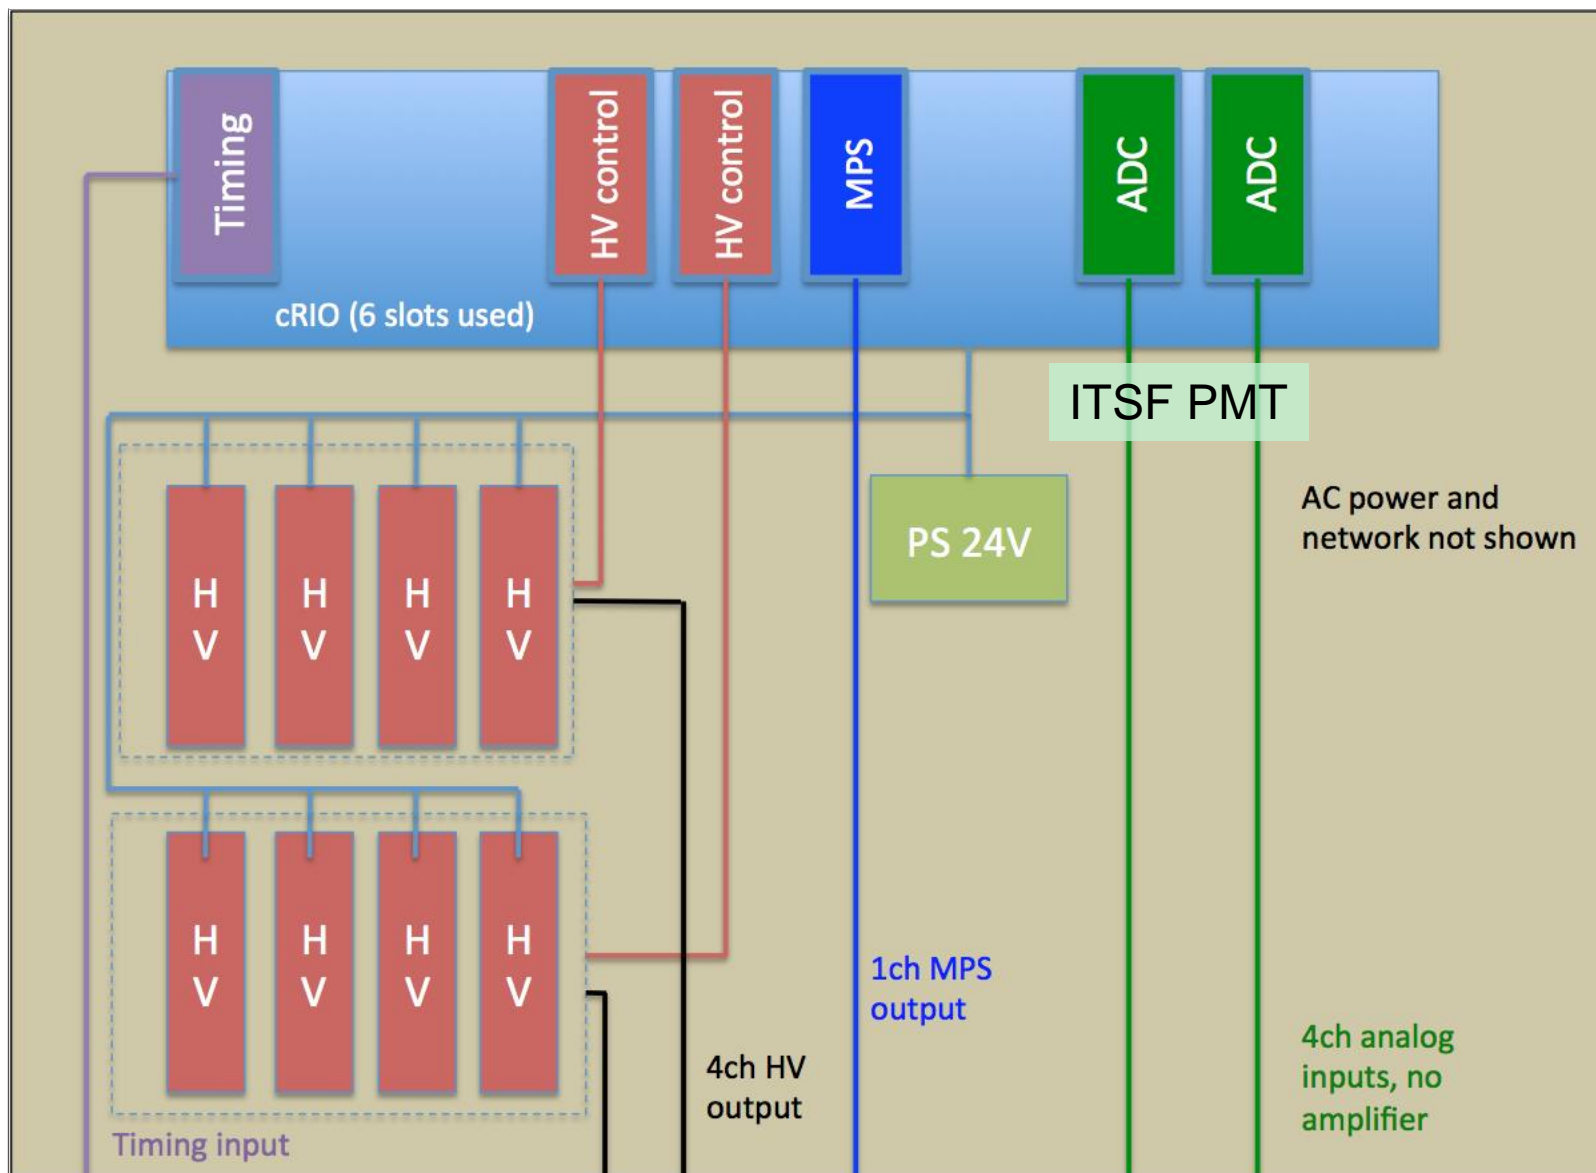 Timing
HV control
HV control
MPS
ADC
ADC
cRIO (6 slots used)
ITSF PMT
PS 24V
AC power and
network not shown
H
V
H
V
H
V
H
V
H
V
H
V
H
V
H
V
1ch MPS
output
4ch HV
output
4ch analog
inputs, no
amplifier
Timing input